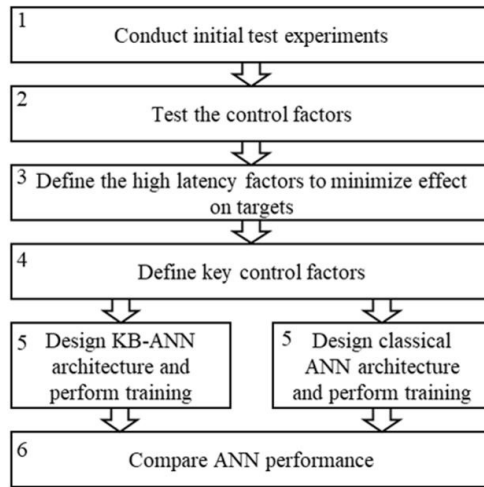 1
Conduct initial test experiments
2
Test the control factors
3
Define the high latency factors to minimize effect
on targets
4
Define key control factors
5
Design KB-ANN
architecture and
perform training
5
Design classical
ANN architecture
and perform training
6
Compare ANN performance